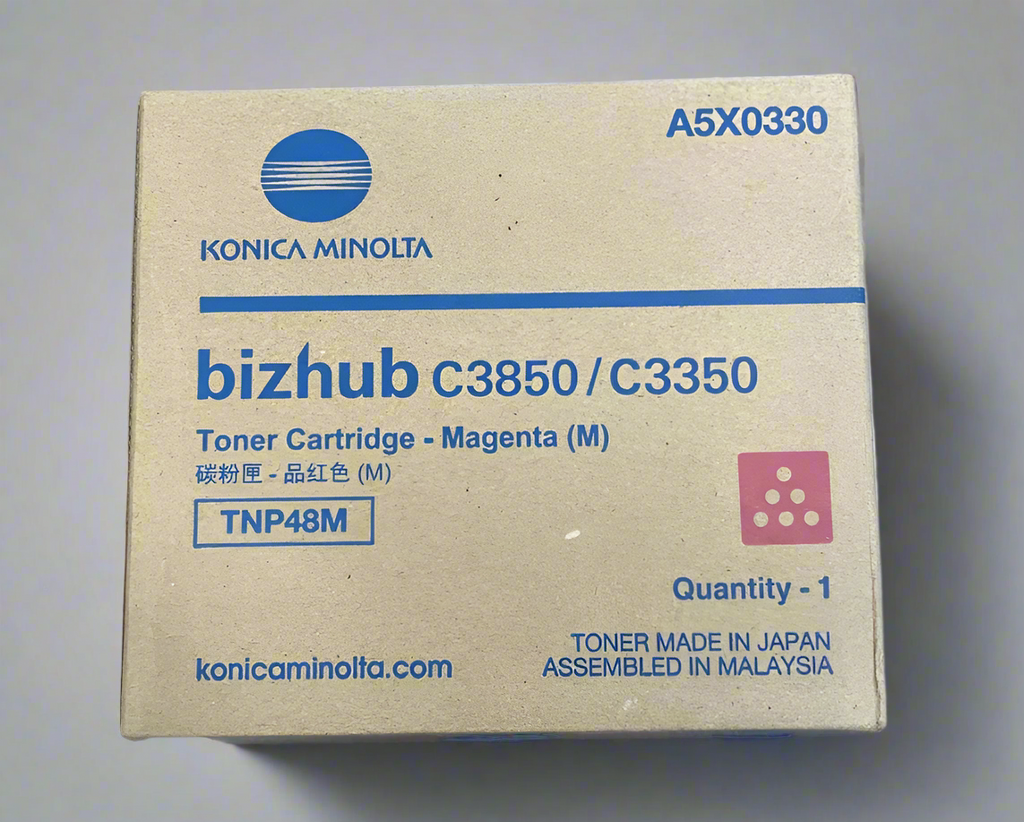 A5X0330
KONICA MINOLTA
bizhub C3850/C3350
Toner Cartridge - Magenta (M)
碳粉匣 - 品红色 (M)
TNP48M
Quantity - 1
TONER MADE IN JAPAN
konicaminolta.com ASSEMBLED IN MALAYSIA